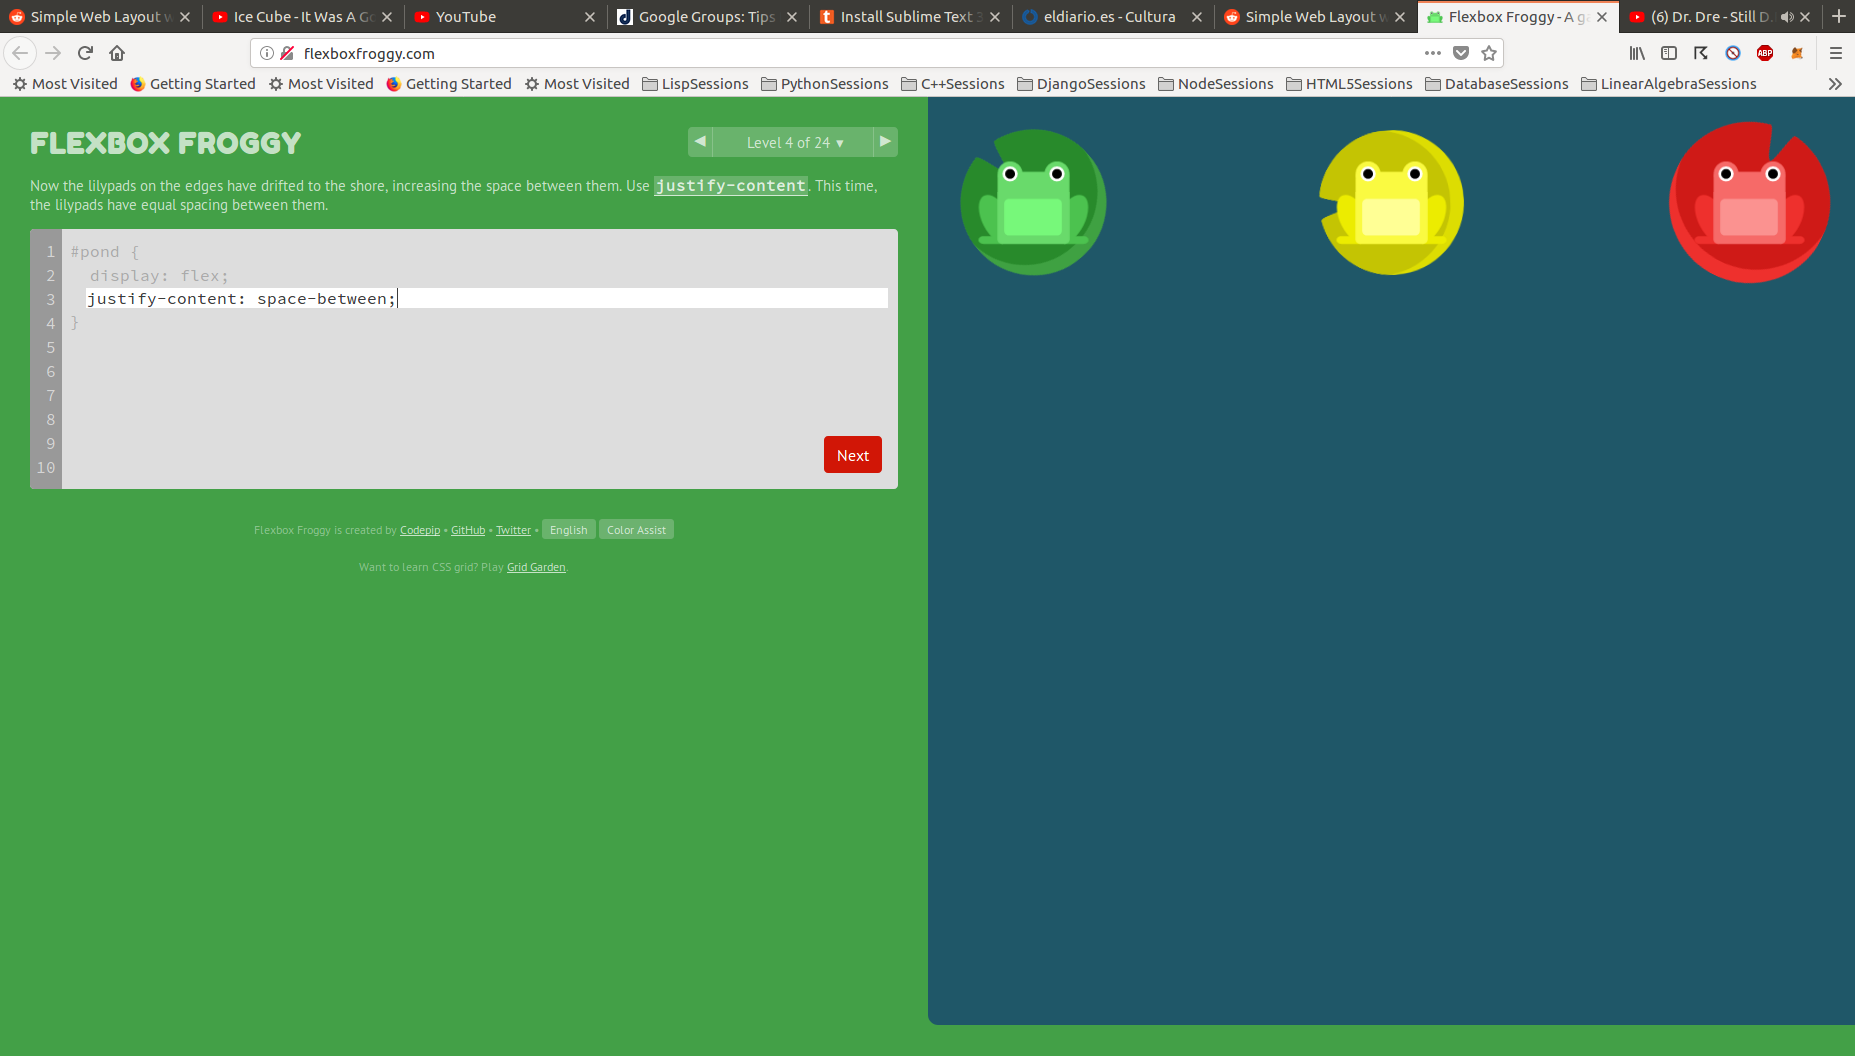 Simple Web Layout
Ice Cube - It Was A
YouTube
Google Groups: Tips
Install Sublime Text 3
eldiario.es - Cultura
Simple Web Layout
Flexbox Froggy - A
(6) Dr. Dre - Still D.
flexboxfroggy.com
ABP
Most Visited
Getting Started
Most Visited
Getting Started
Most Visited
LispSessions
PythonSessions
C++Sessions
DjangoSessions
NodeSessions
HTML5Sessions
DatabaseSessions
LinearAlgebraSessions
FLEXBOX FROGGY
◀ Level 4 of 24 ▾ ▶
Now the lilypads on the edges have drifted to the shore, increasing the space between them. Use justify-content. This time,
the lilypads have equal spacing between them.
1 #pond {
2 display: flex;
3 justify-content: space-between;
4 }
5
6
7
8
9
10
Next
Flexbox Froggy is created by Codepip • GitHub • Twitter • English Color Assist
Want to learn CSS grid? Play Grid Garden.